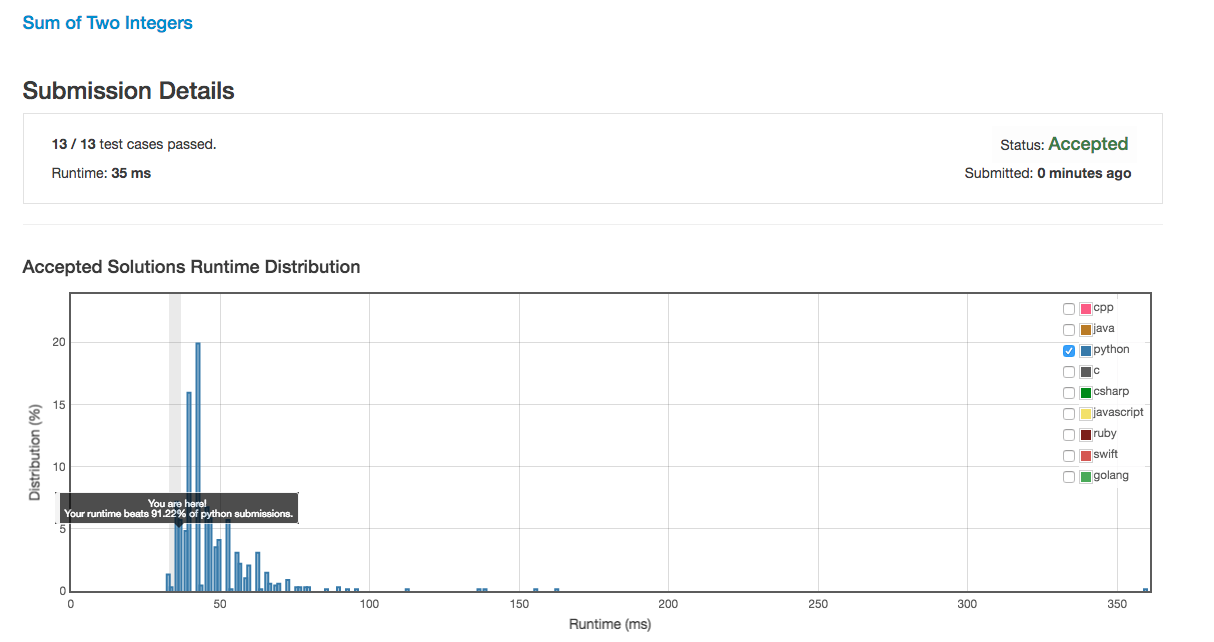 Sum of Two Integers
Submission Details
13 / 13 test cases passed.
Status: Accepted
Runtime: 35 ms
Submitted: 0 minutes ago
Accepted Solutions Runtime Distribution
cpp
java
python
c
csharp
javascript
ruby
swift
golang
Distribution (%)
20
15
10
5
0
You are here!
Your runtime beats 91.22% of python submissions.
0 50 100 150 200 250 300 350
Runtime (ms)